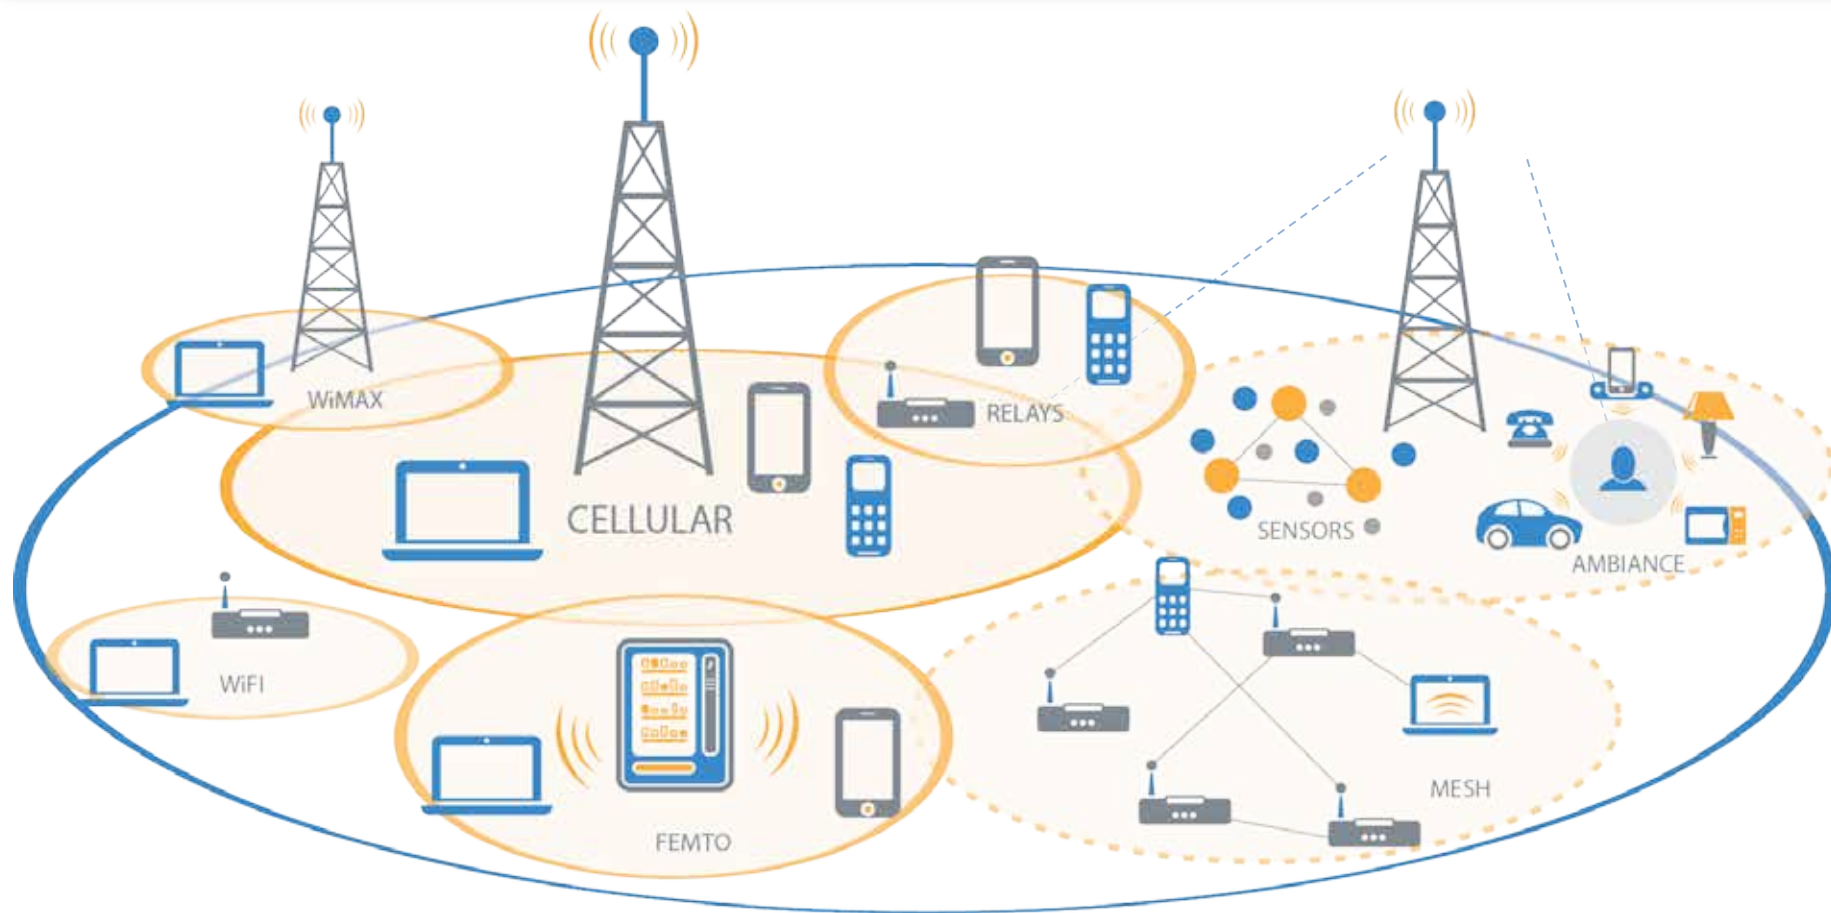 WiMAX
CELLULAR
RELAYS
SENSORS
AMBIANCE
WiFI
FEMTO
MESH